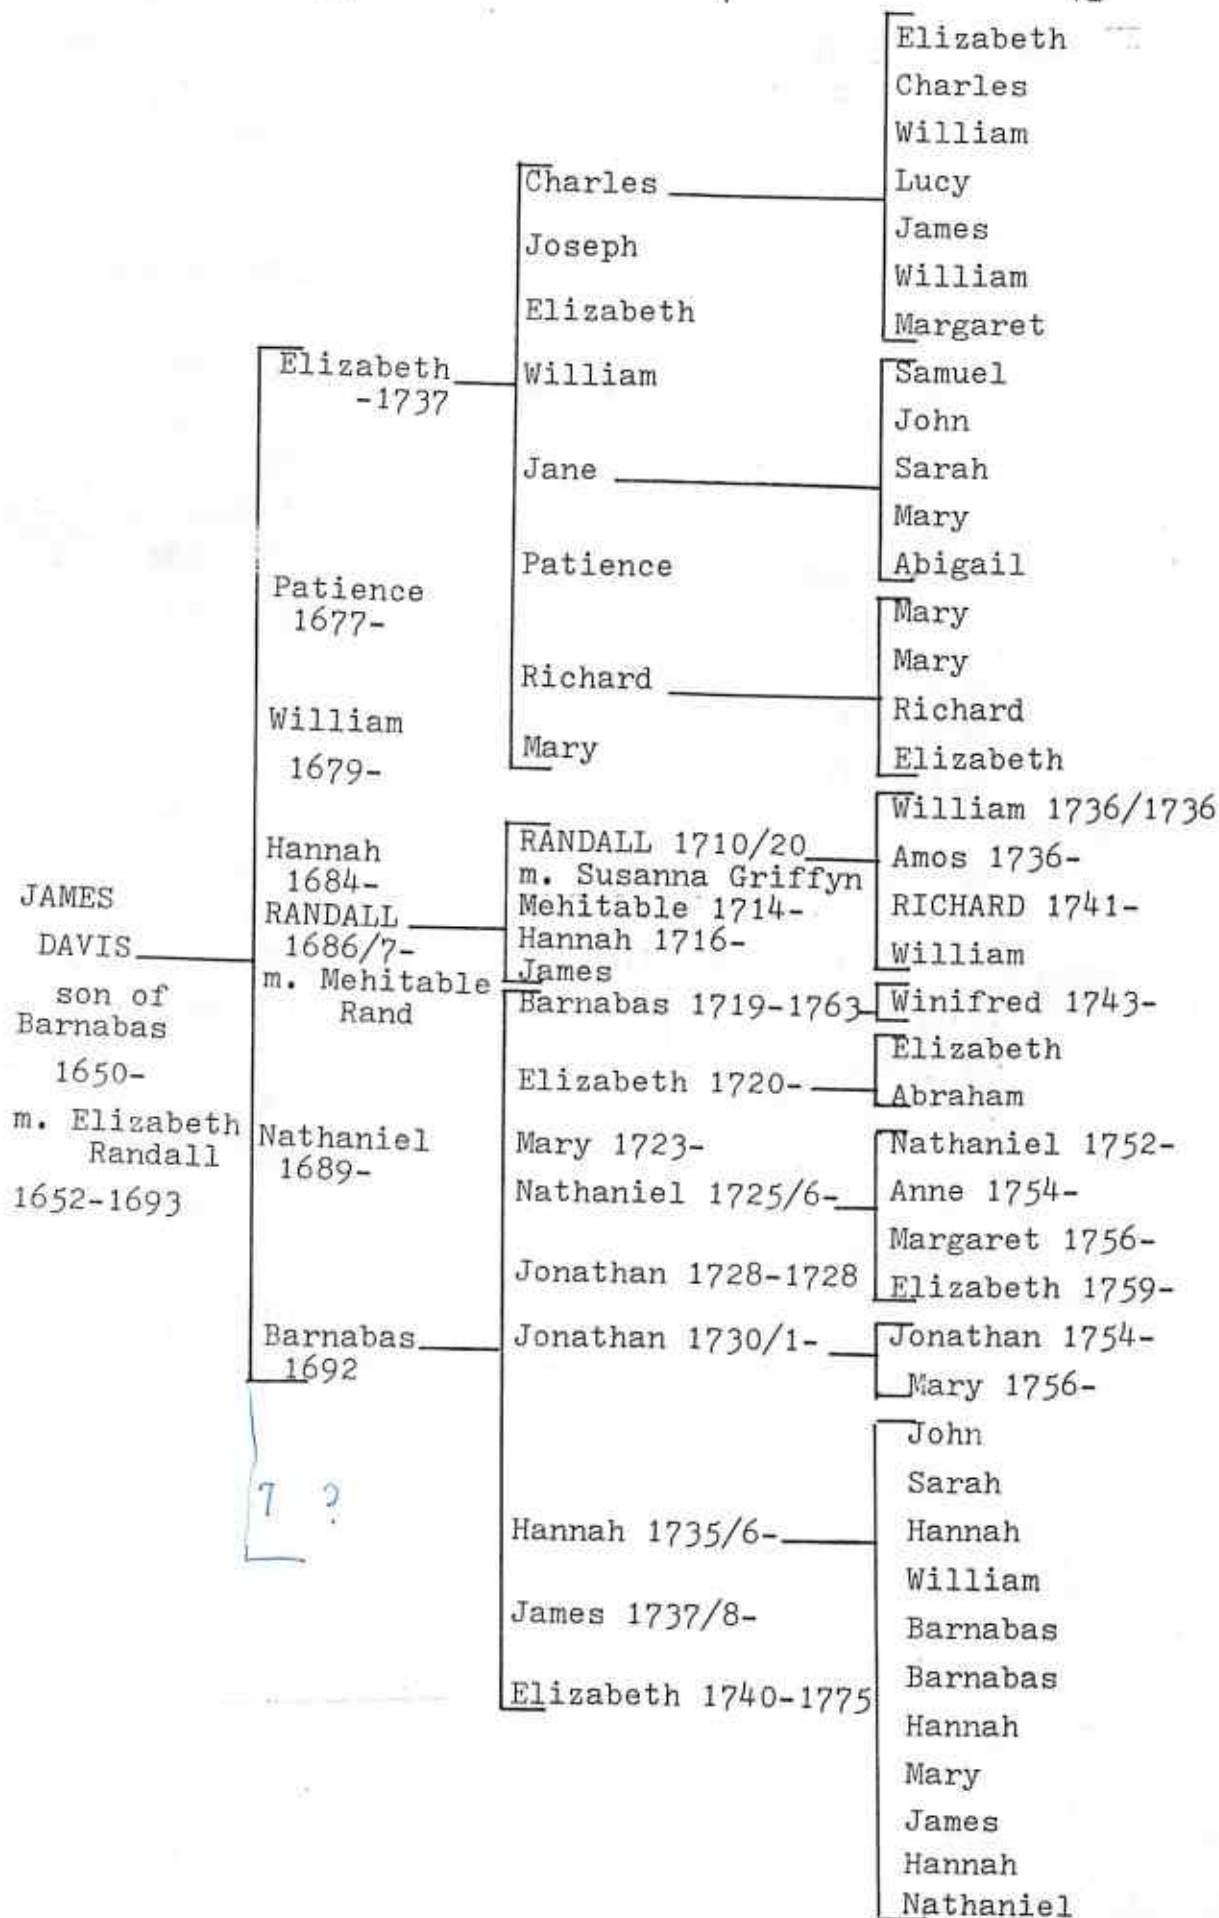 JAMES
DAVIS
son of
Barnabas
1650-
m. Elizabeth
Randall
1652-1693
Elizabeth
-1737
Patience
1677-
William
1679-
Hannah
1684-
RANDALL
1686/7-
m. Mehitable
Rand
Nathaniel
1689-
Barnabas
1692
?
Charles
Joseph
Elizabeth
William
Jane
Patience
Richard
Mary
RANDALL 1710/20
m. Susanna Griffyn
Mehitable 1714-
Hannah 1716-
James
Barnabas 1719-1763
Elizabeth 1720-
Mary 1723-
Nathaniel 1725/6-
Jonathan 1728-1728
Jonathan 1730/1-
Hannah 1735/6-
James 1737/8-
Elizabeth 1740-1775
Elizabeth
Charles
William
Lucy
James
William
Margaret
Samuel
John
Sarah
Mary
Abigail
Mary
Mary
Richard
Elizabeth
William 1736/1736
Amos 1736-
RICHARD 1741-
William
Winifred 1743-
Elizabeth
Abraham
Nathaniel 1752-
Anne 1754-
Margaret 1756-
Elizabeth 1759-
Jonathan 1754-
Mary 1756-
John
Sarah
Hannah
William
Barnabas
Barnabas
Hannah
Mary
James
Hannah
Nathaniel